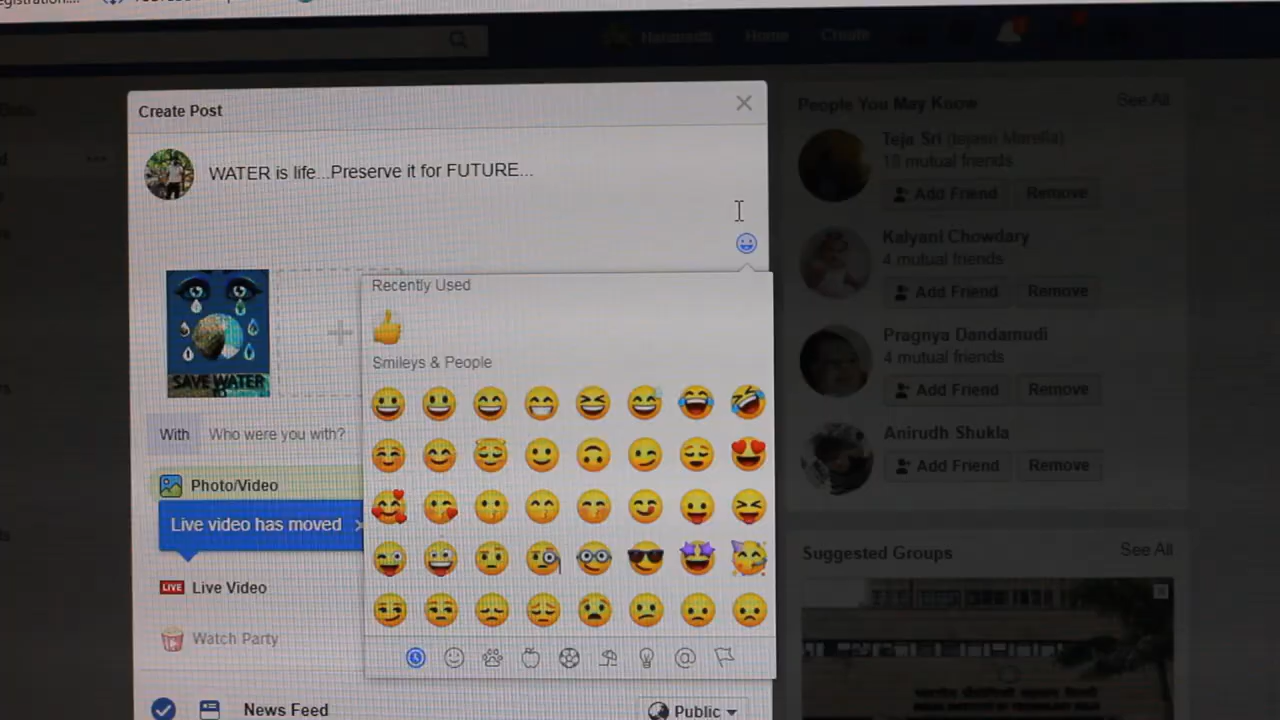 Home
Create
Create Post
WATER is life...Preserve it for FUTURE...
SAVE WATER
Recently Used
Smileys & People
With
Who were you with?
Photo/Video
Live video has moved
LIVE
Live Video
Watch Party
News Feed
Public
People You May Know
See All
Teja Sri
18 mutual friends
Add Friend
Remove
Kalyani Chowdary
4 mutual friends
Add Friend
Remove
Pragnya Dandamudi
4 mutual friends
Add Friend
Remove
Anirudh Shukla
Add Friend
Remove
Suggested Groups
See All